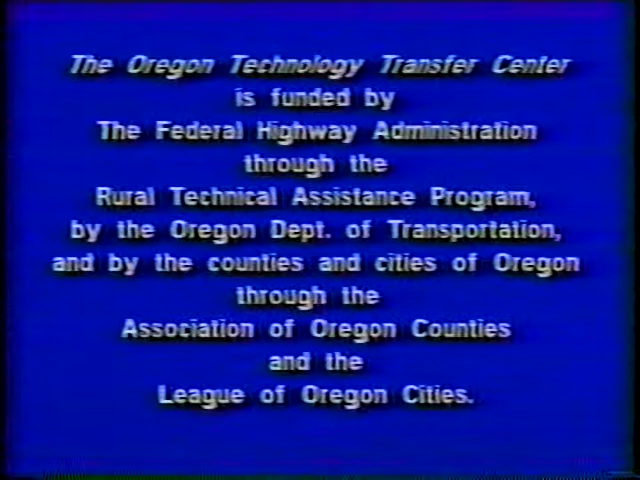 The Oregon Technology Transfer Center
is funded by
The Federal Highway Administration
through the
Rural Technical Assistance Program,
by the Oregon Dept. of Transportation,
and by the counties and cities of Oregon
through the
Association of Oregon Counties
and the
League of Oregon Cities.